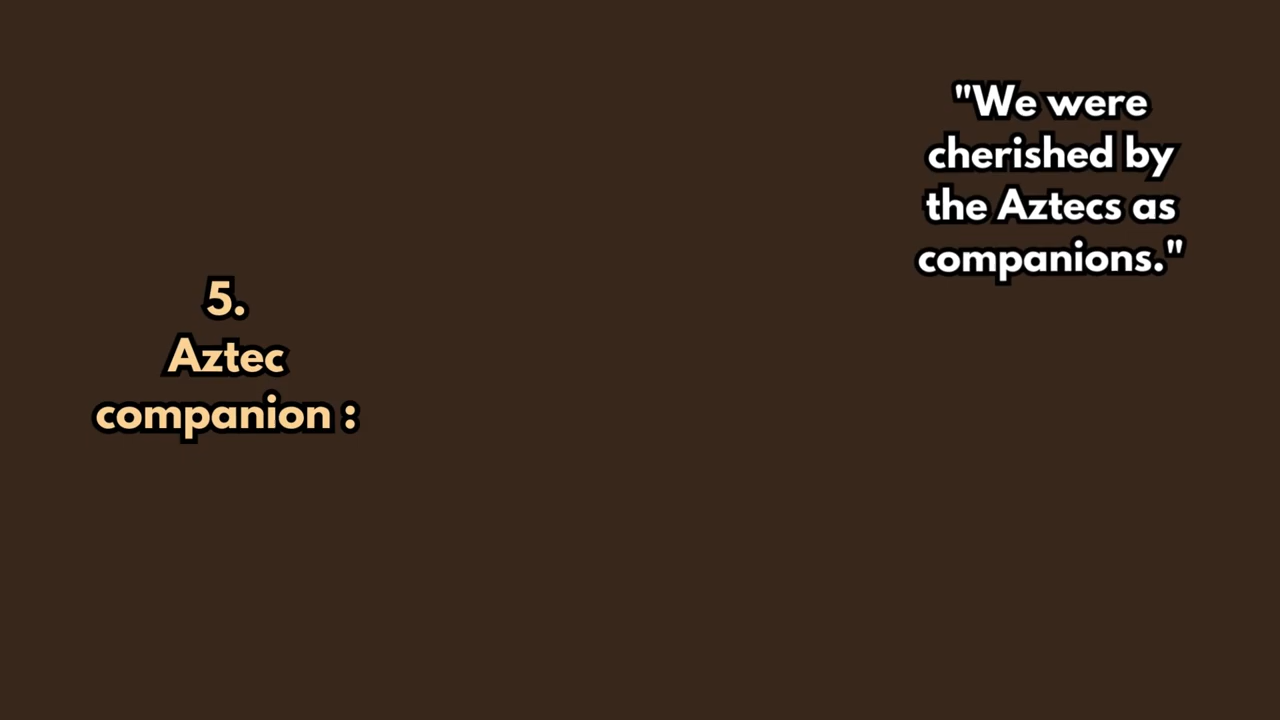 5.
Aztec
companion :
"We were
cherished by
the Aztecs as
companions."